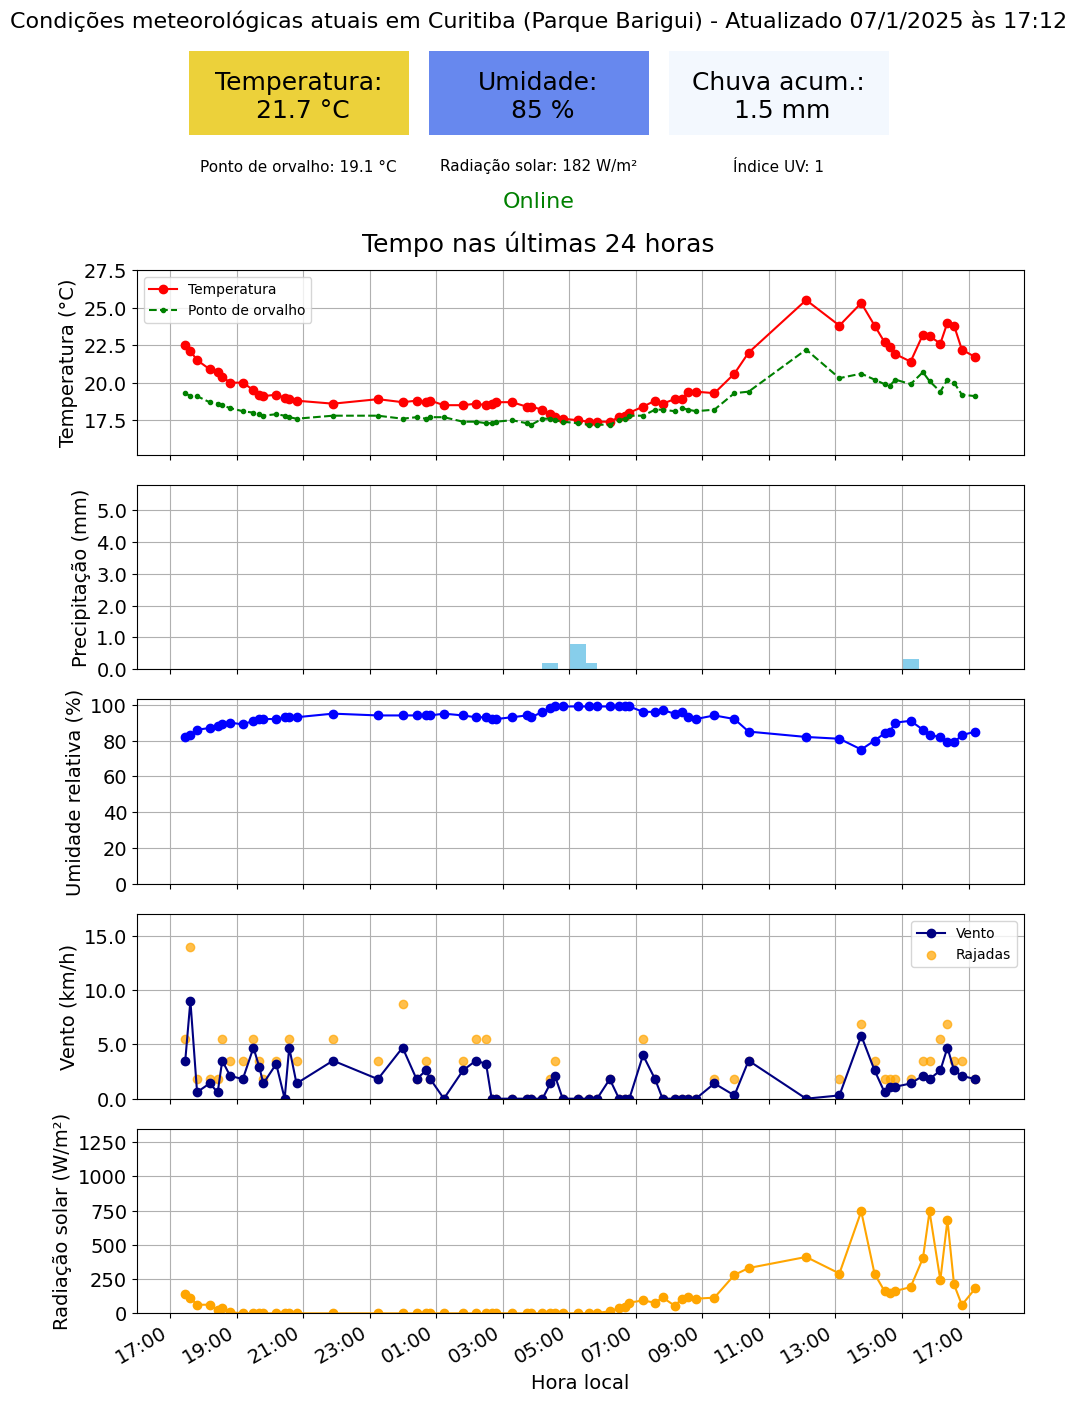 Condições meteorológicas atuais em Curitiba (Parque Barigui) - Atualizado 07/1/2025 às 17:12
Temperatura:
21.7 °C
Umidade:
85 %
Chuva acum.:
1.5 mm
Ponto de orvalho: 19.1 °C
Radiação solar: 182 W/m²
Índice UV: 1
Online
Tempo nas últimas 24 horas
Temperatura (°C)
27.5
25.0
22.5
20.0
17.5
Temperatura
Ponto de orvalho
Precipitação (mm)
5.0
4.0
3.0
2.0
1.0
0.0
Umidade relativa (%)
100
80
60
40
20
0
Vento (km/h)
15.0
10.0
5.0
0.0
Vento
Rajadas
Radiação solar (W/m²)
1250
1000
750
500
250
0
17:00
19:00
21:00
23:00
01:00
03:00
05:00
07:00
09:00
11:00
13:00
15:00
17:00
Hora local